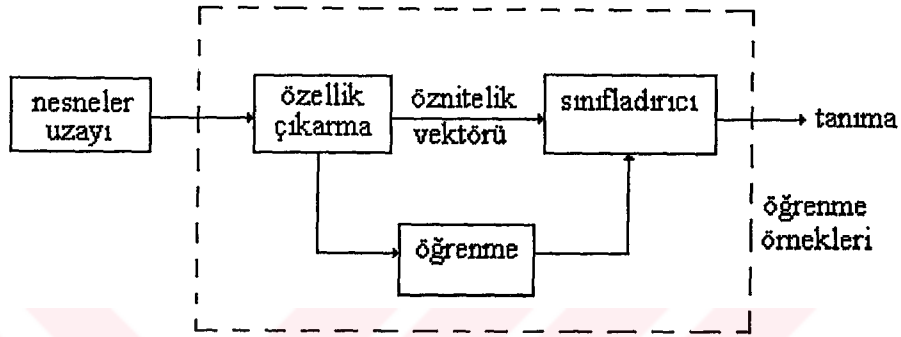 nesneler
uzayı
özellik
çıkarma
öznitelik
vektörü
sınıfladırıcı
tanıma
öğrenme
öğrenme
örnekleri